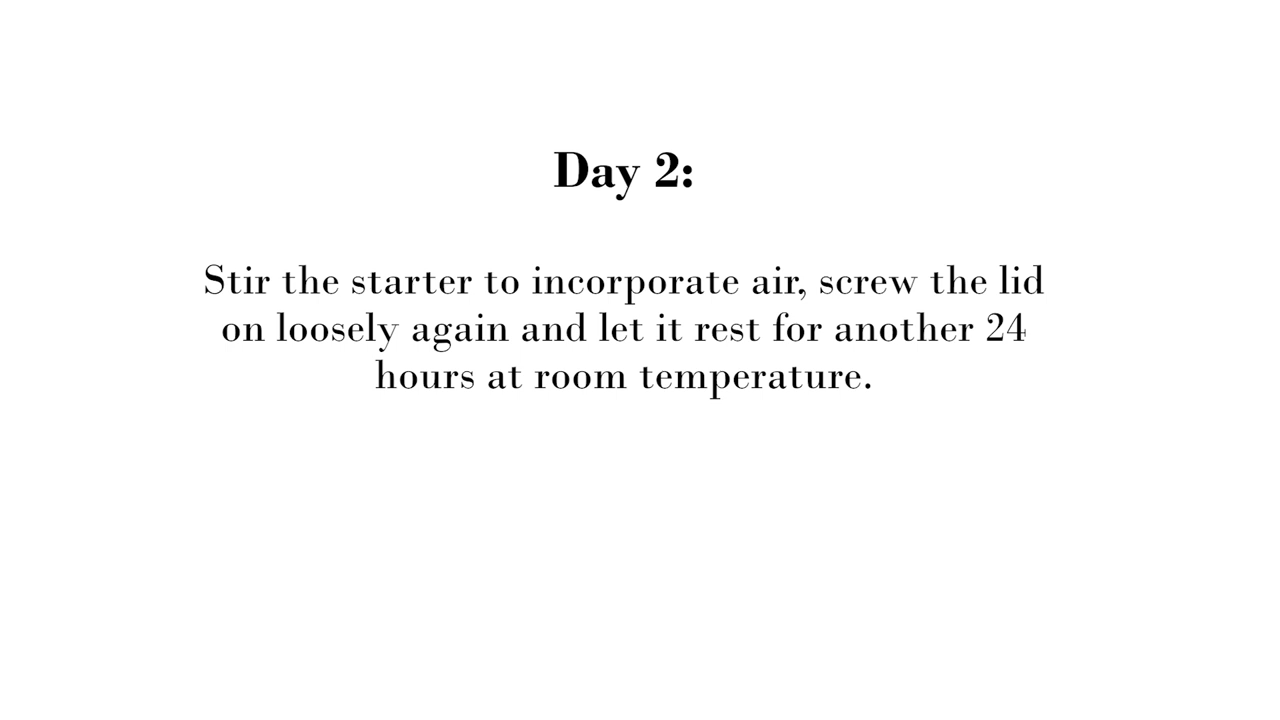 Day 2:
Stir the starter to incorporate air, screw the lid
on loosely again and let it rest for another 24
hours at room temperature.